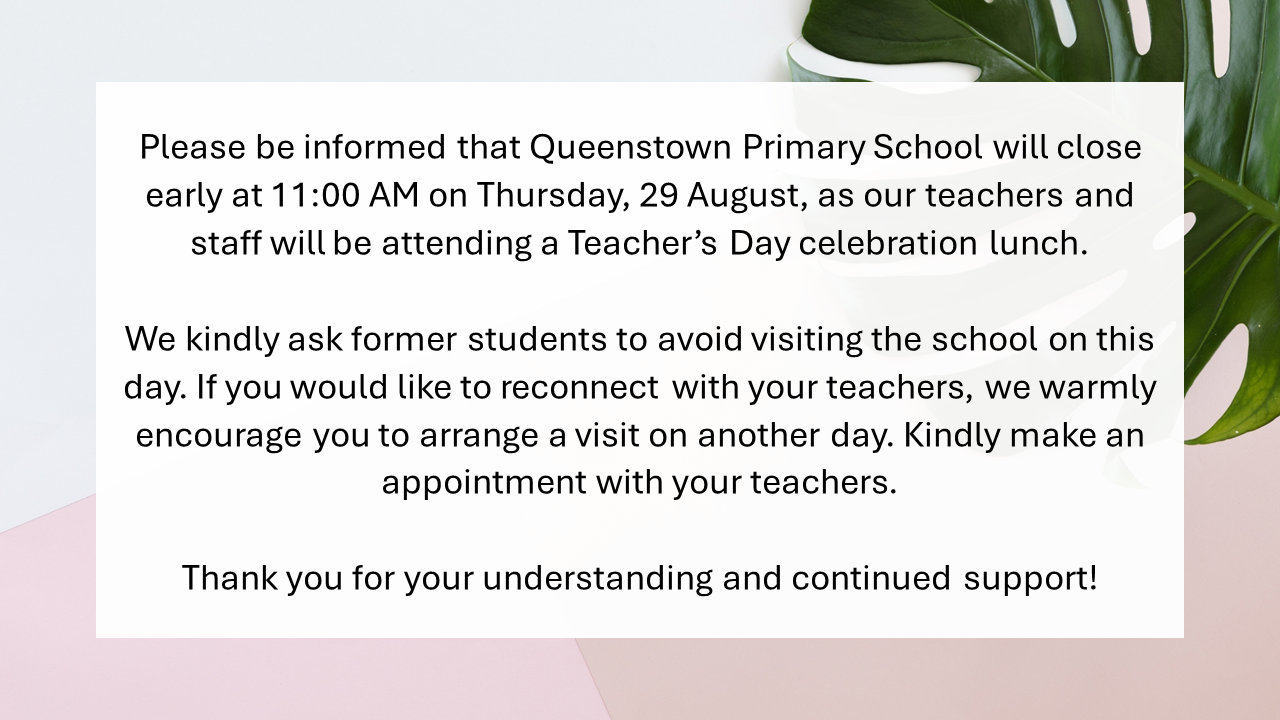 Please be informed that Queenstown Primary School will close
early at 11:00 AM on Thursday, 29 August, as our teachers and
staff will be attending a Teacher’s Day celebration lunch.
We kindly ask former students to avoid visiting the school on this
day. If you would like to reconnect with your teachers, we warmly
encourage you to arrange a visit on another day. Kindly make an
appointment with your teachers.
Thank you for your understanding and continued support!